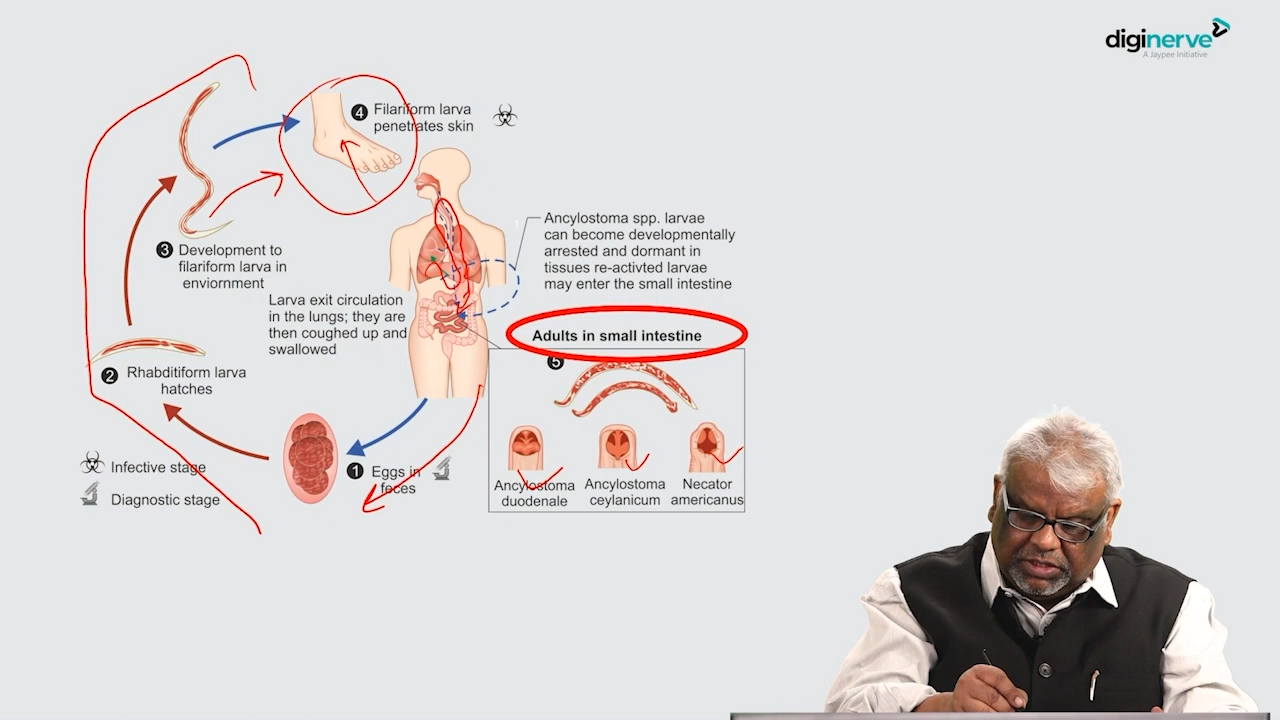 diginerve
A Jaypee Initiative
4 Filariform larva
penetrates skin
Ancylostoma spp. larvae
can become developmentally
arrested and dormant in
tissues re-activted larvae
may enter the small intestine
3 Development to
filariform larva in
enviornment
Larva exit circulation
in the lungs; they are
then coughed up and
swallowed
Adults in small intestine
5
2 Rhabditiform larva
hatches
Infective stage
Diagnostic stage
1 Eggs in
feces
Ancylostoma
duodenale
Ancylostoma
ceylanicum
Necator
americanus